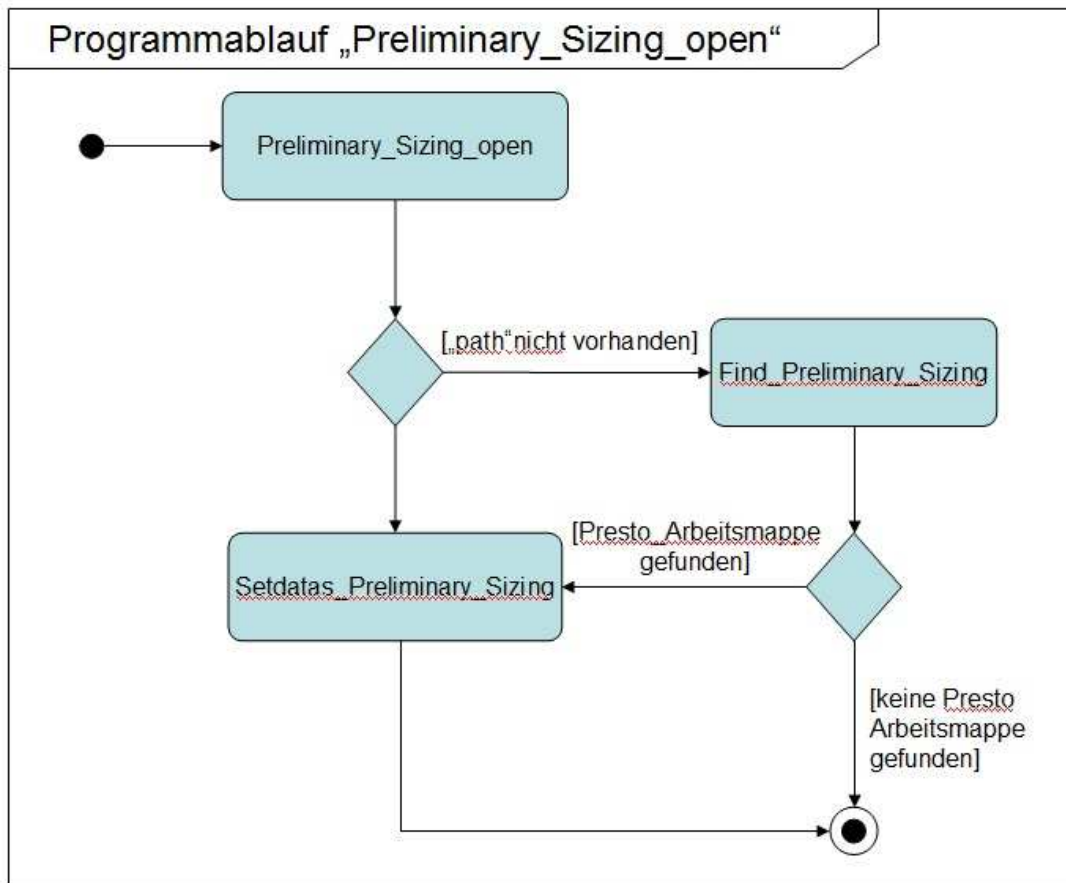 Programmablauf „Preliminary_Sizing_open“
Preliminary_Sizing_open
[„path“nicht vorhanden]
Find_Preliminary_Sizing
[Presto_Arbeitsmappe
gefunden]
Setdatas_Preliminary_Sizing
[keine Presto
Arbeitsmappe
gefunden]